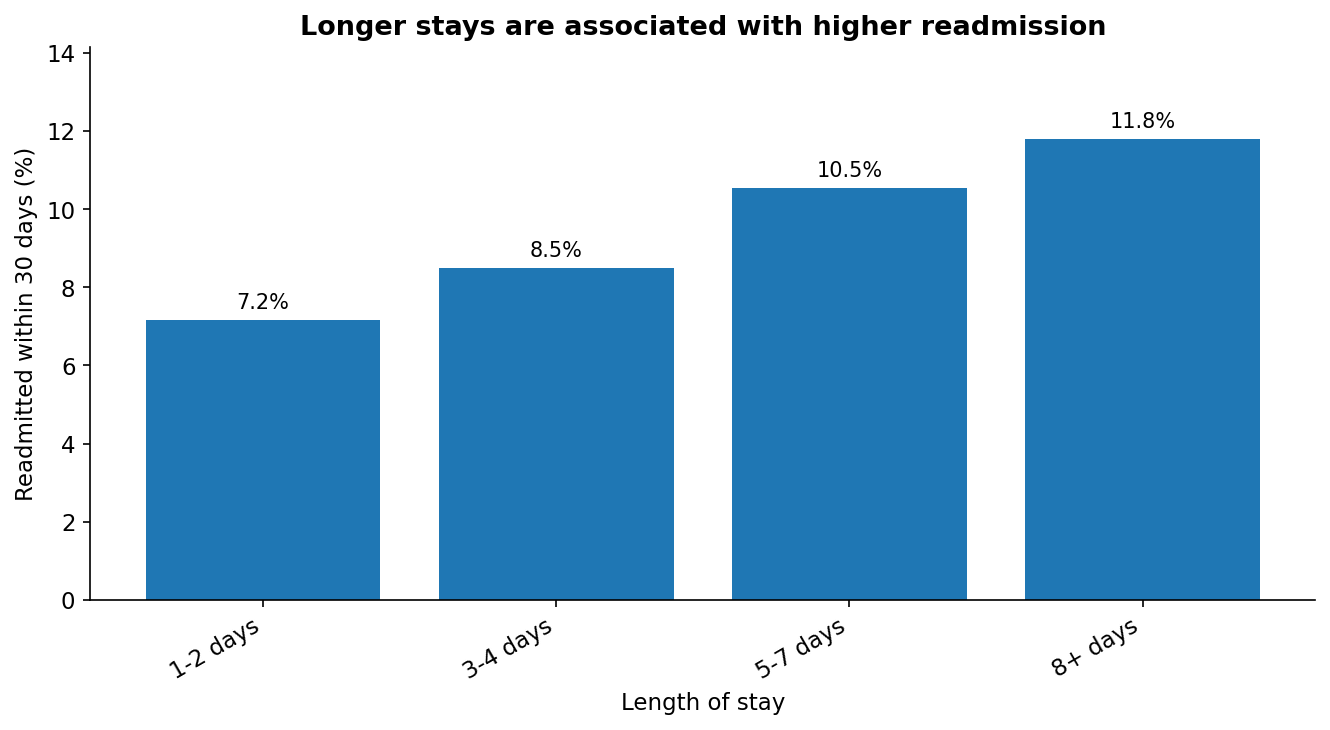 Longer stays are associated with higher readmission
Readmitted within 30 days (%)
14
12
10
8
6
4
2
0
7.2%
8.5%
10.5%
11.8%
1-2 days
3-4 days
5-7 days
8+ days
Length of stay